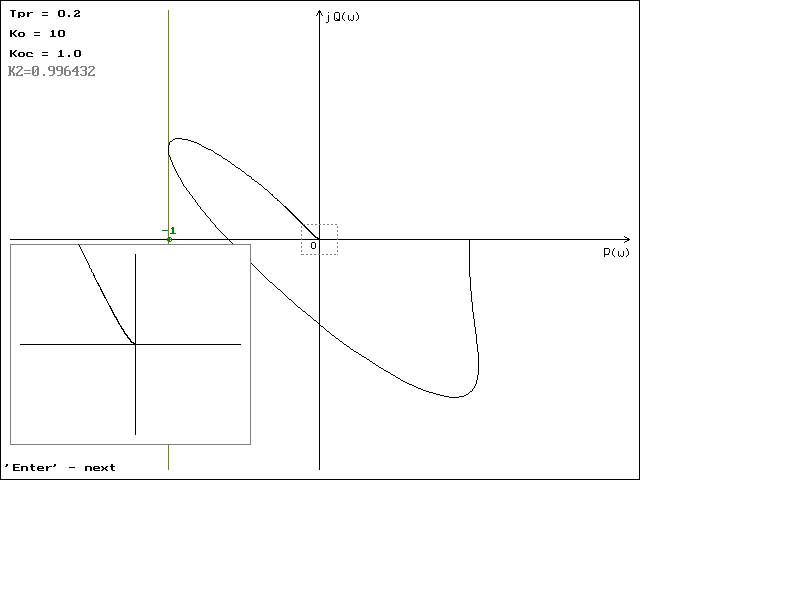 Tpr = 0.2
Ko = 10
Koc = 1.0
K2=0.996432
jQ(ω)
-1
0
P(ω)
'Enter' - next